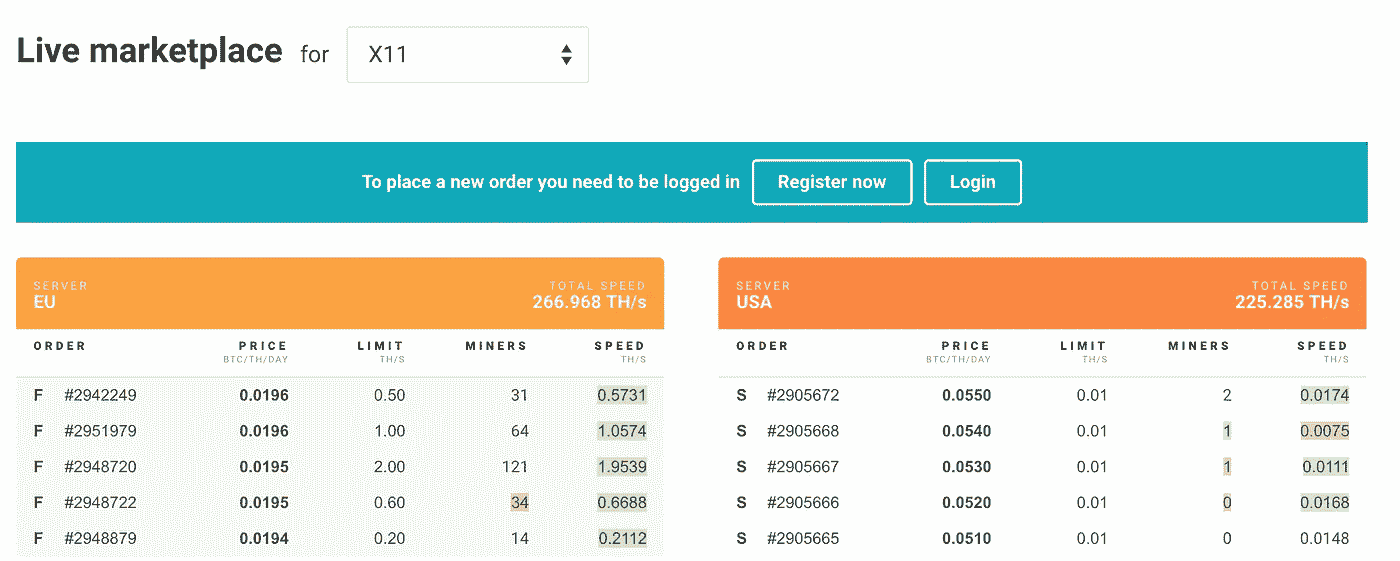 Live marketplace for X11
To place a new order you need to be logged in Register now Login
SERVER TOTAL SPEED
EU 266.968 TH/s
ORDER PRICE LIMIT MINERS SPEED
BTC/TH/DAY TH/S TH/S
F #2942249 0.0196 0.50 31 0.5731
F #2951979 0.0196 1.00 64 1.0574
F #2948720 0.0195 2.00 121 1.9539
F #2948722 0.0195 0.60 34 0.6688
F #2948879 0.0194 0.20 14 0.2112
SERVER TOTAL SPEED
USA 225.285 TH/s
ORDER PRICE LIMIT MINERS SPEED
BTC/TH/DAY TH/S TH/S
S #2905672 0.0550 0.01 2 0.0174
S #2905668 0.0540 0.01 1 0.0075
S #2905667 0.0530 0.01 1 0.0111
S #2905666 0.0520 0.01 0 0.0168
S #2905665 0.0510 0.01 0 0.0148